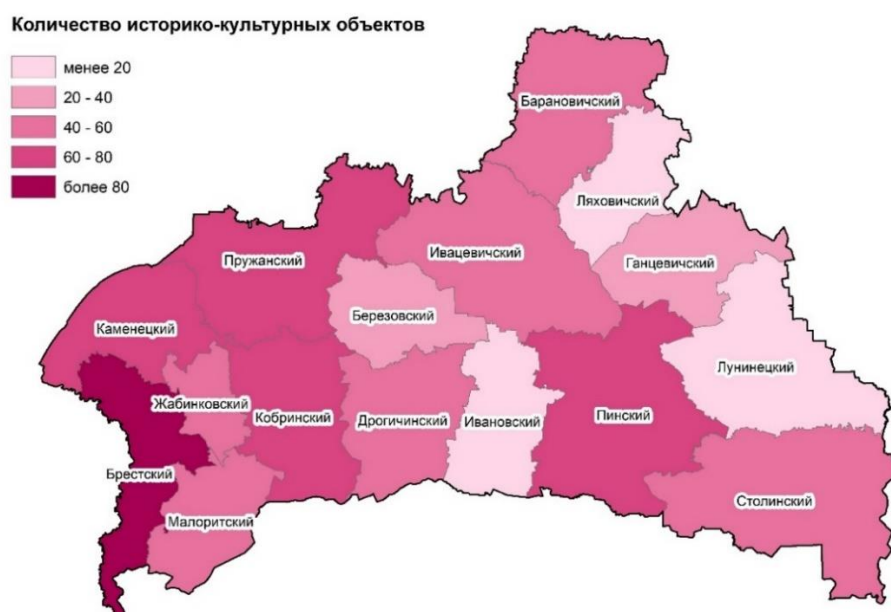 Количество историко-культурных объектов
менее 20
20 - 40
40 - 60
60 - 80
более 80
Барановичский
Ляховичский
Ивацевичский
Ганцевичский
Пружанский
Березовский
Каменецкий
Лунинецкий
Жабинковский
Кобринский
Дрогичинский
Ивановский
Пинский
Брестский
Столинский
Малоритский